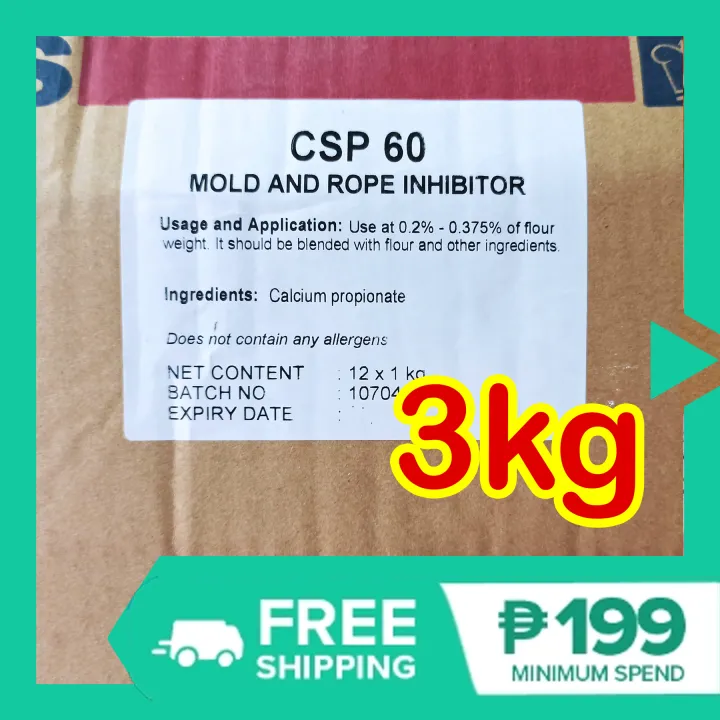 S
CSP 60
MOLD AND ROPE INHIBITOR
Usage and Application: Use at 0.2% - 0.375% of flour
weight. It should be blended with flour and other ingredients.
Ingredients: Calcium propionate
Does not contain any allergens
NET CONTENT : 12 x 1 kg
BATCH NO : 10704
EXPIRY DATE :
3kg
FREE
SHIPPING
₱199
MINIMUM SPEND